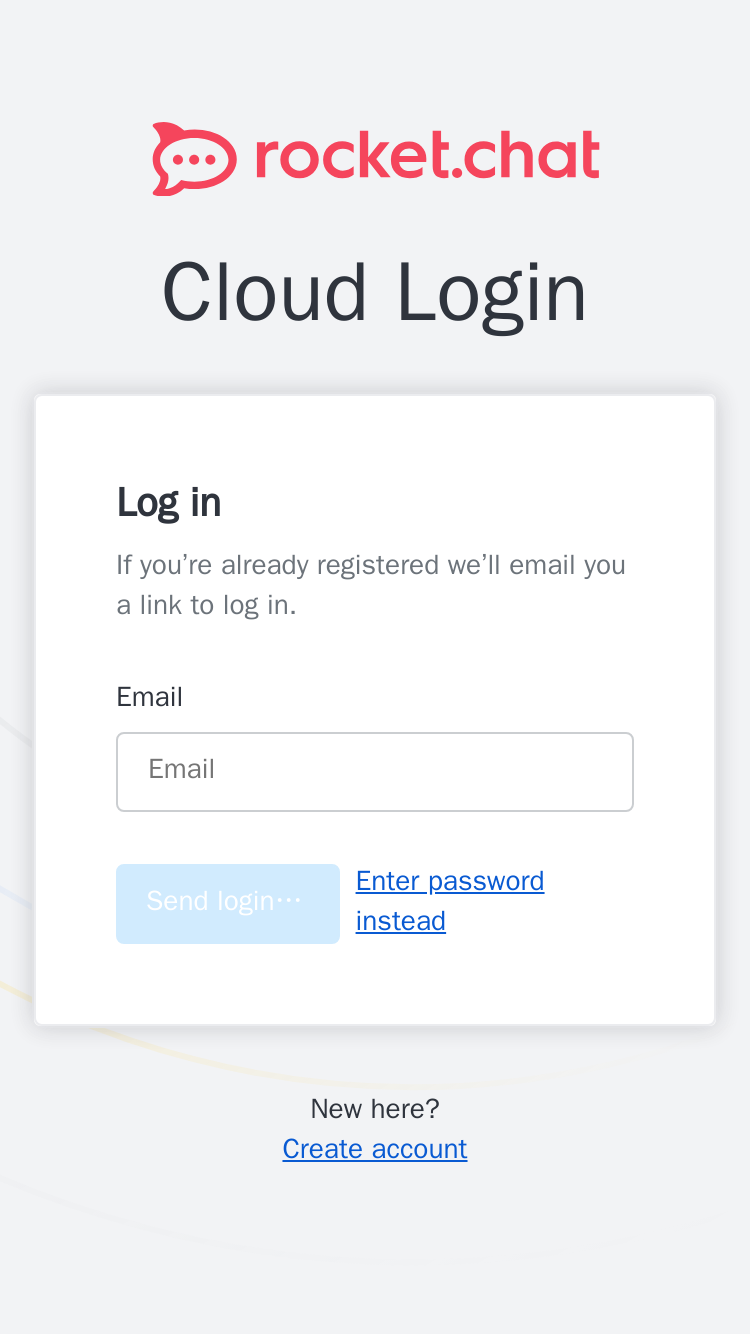 rocket.chat
Cloud Login
Log in
If you’re already registered we’ll email you
a link to log in.
Email
Email
Send login…
Enter password
instead
New here?
Create account